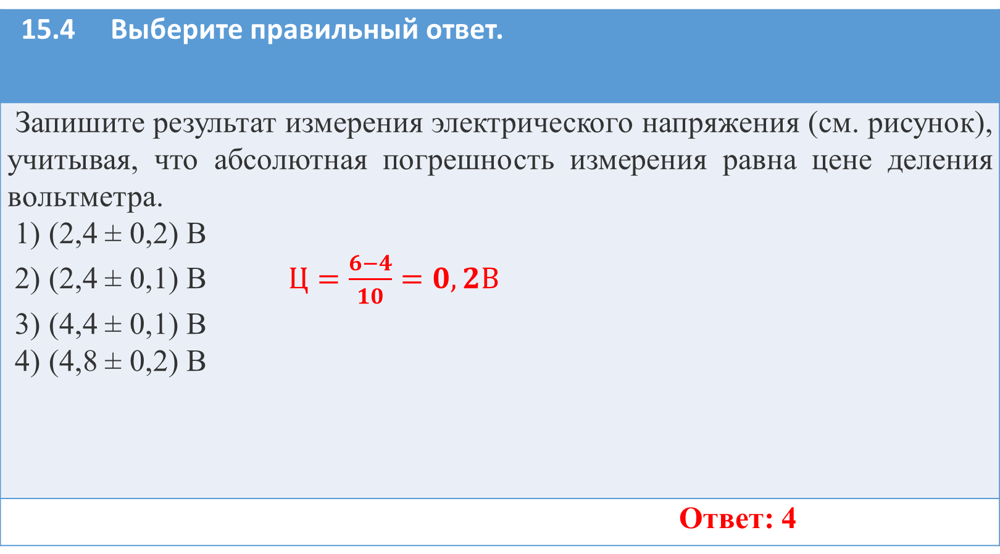 15.4 Выберите правильный ответ.
Запишите результат измерения электрического напряжения (см. рисунок),
учитывая, что абсолютная погрешность измерения равна цене деления
вольтметра.
1) (2,4 ± 0,2) В
2) (2,4 ± 0,1) В Ц = (6−4)/10 = 0, 2В
3) (4,4 ± 0,1) В
4) (4,8 ± 0,2) В
Ответ: 4